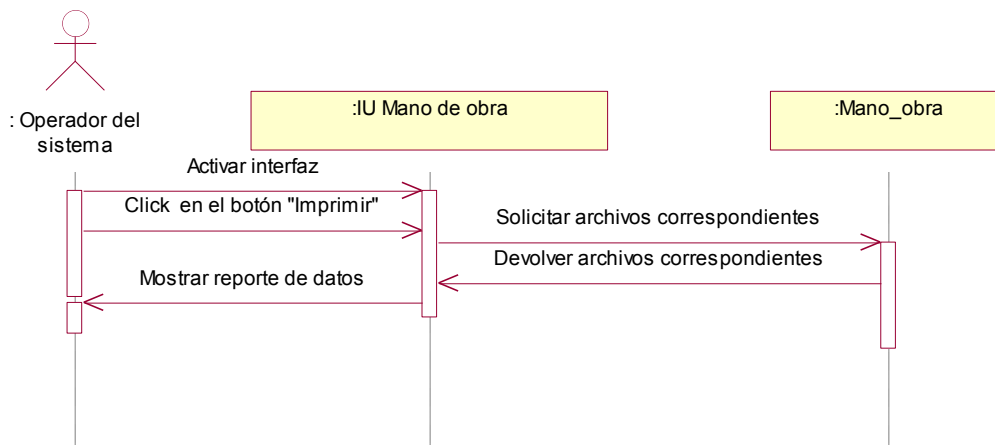 : Operador del
sistema
:IU Mano de obra
:Mano_obra
Activar interfaz
Click en el botón "Imprimir"
Solicitar archivos correspondientes
Devolver archivos correspondientes
Mostrar reporte de datos